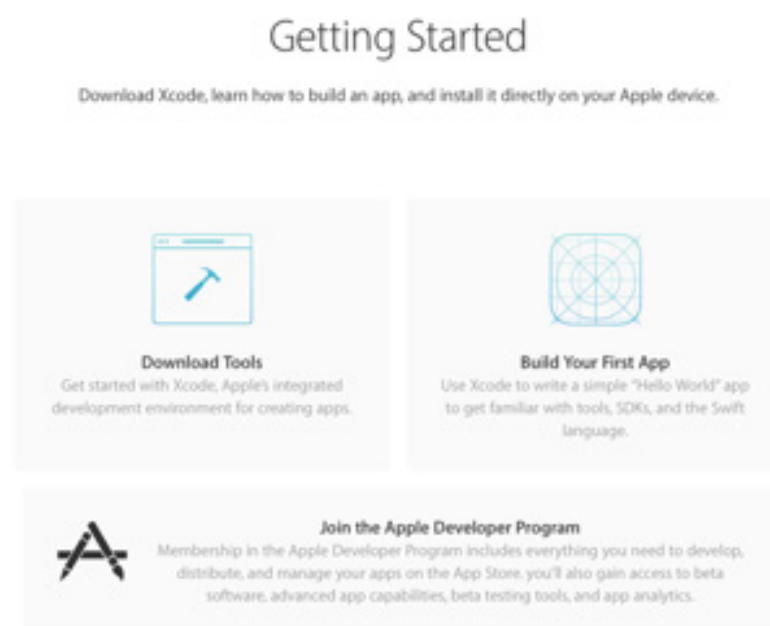 Getting Started
Download Xcode, learn how to build an app, and install it directly on your Apple device.
Download Tools
Get started with Xcode, Apple's integrated
development environment for creating apps.
Build Your First App
Use Xcode to write a simple "Hello World" app
to get familiar with tools, SDKs, and the Swift
language.
Join the Apple Developer Program
Membership in the Apple Developer Program includes everything you need to develop,
distribute, and manage your apps on the App Store. you'll also gain access to beta
software, advanced app capabilities, beta testing tools, and app analytics.